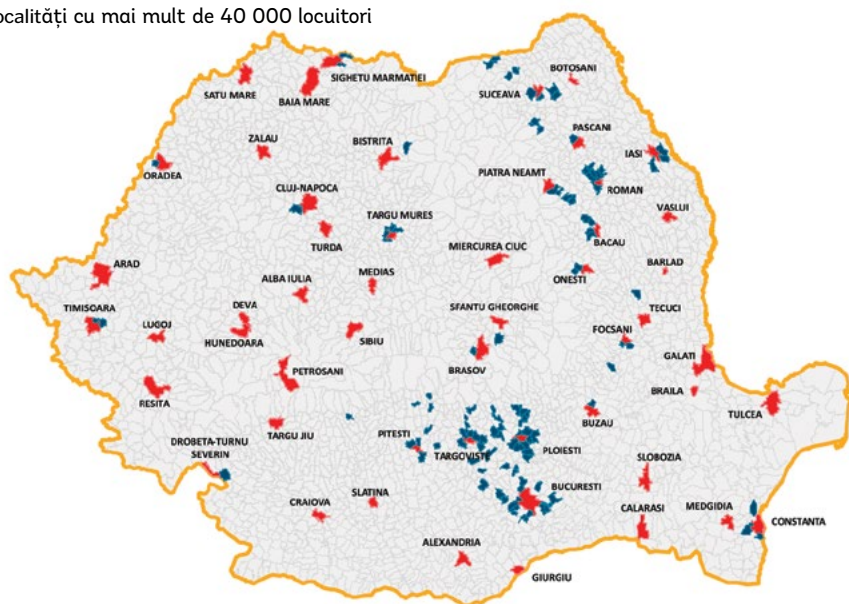 ocalități cu mai mult de 40 000 locuitori
SIGHETU MARMATIEI
BOTOSANI
SATU MARE
BAIA MARE
SUCEAVA
ZALAU
BISTRITA
PASCANI
IASI
ORADEA
PIATRA NEAMT
CLUJ-NAPOCA
ROMAN
TARGU MURES
VASLUI
TURDA
BACAU
MIERCUREA CIUC
ARAD
BARLAD
ALBA IULIA
MEDIAS
ONESTI
TIMISOARA
DEVA
SFANTU GHEORGHE
TECUCI
LUGOJ
FOCSANI
HUNEDOARA
SIBIU
GALATI
PETROSANI
BRASOV
BRAILA
RESITA
TULCEA
TARGU JIU
BUZAU
PITESTI
DROBETA-TURNU
SEVERIN
TARGOVISTE
PLOIESTI
SLOBOZIA
BUCURESTI
SLATINA
CRAIOVA
CALARASI
MEDGIDIA
CONSTANTA
ALEXANDRIA
GIURGIU